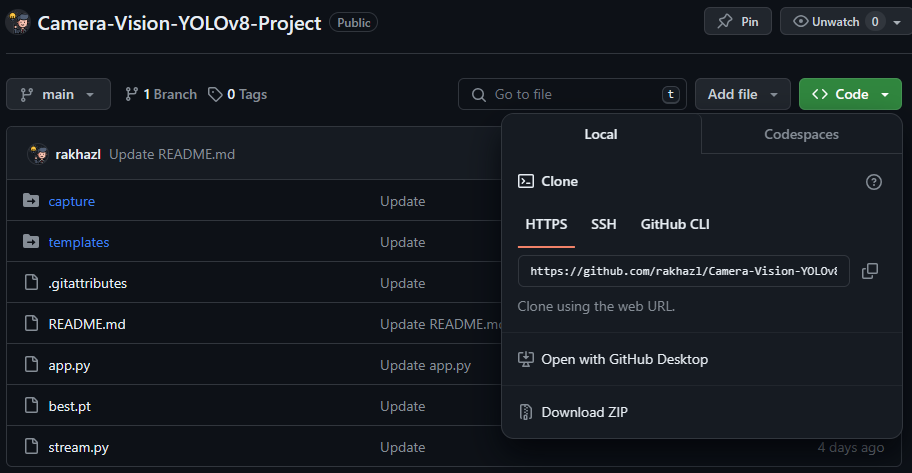 Camera-Vision-YOLOv8-Project Public Pin Unwatch 0
main 1 Branch 0 Tags Go to file t Add file <> Code
rakhazl Update README.md
Local Codespaces
Clone
HTTPS SSH GitHub CLI
https://github.com/rakhazl/Camera-Vision-YOLOv8
Clone using the web URL.
Open with GitHub Desktop
Download ZIP
capture Update
templates Update
.gitattributes Update
README.md Update README.md
app.py Update app.py
best.pt Update
stream.py Update 4 days ago